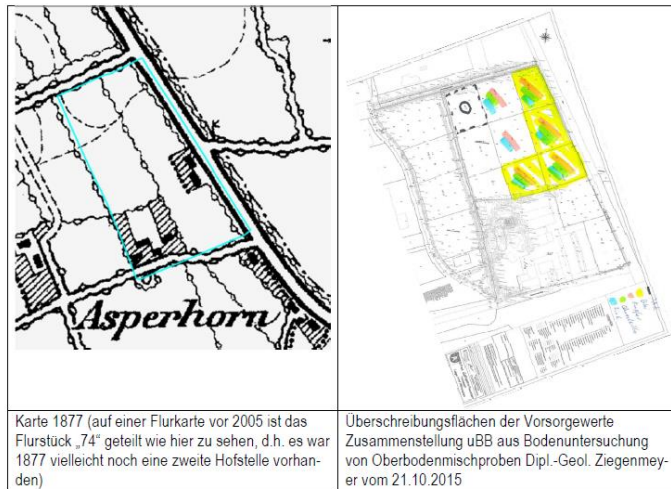 Asperhorn
Karte 1877 (auf einer Flurkarte vor 2005 ist das
Flurstück „74“ geteilt wie hier zu sehen, d.h. es war
1877 vielleicht noch eine zweite Hofstelle vorhan-
den)
Überschreibungsflächen der Vorsorgewerte
Zusammenstellung uBB aus Bodenuntersuchung
von Oberbodenmischproben Dipl.-Geol. Ziegenmey-
er vom 21.10.2015